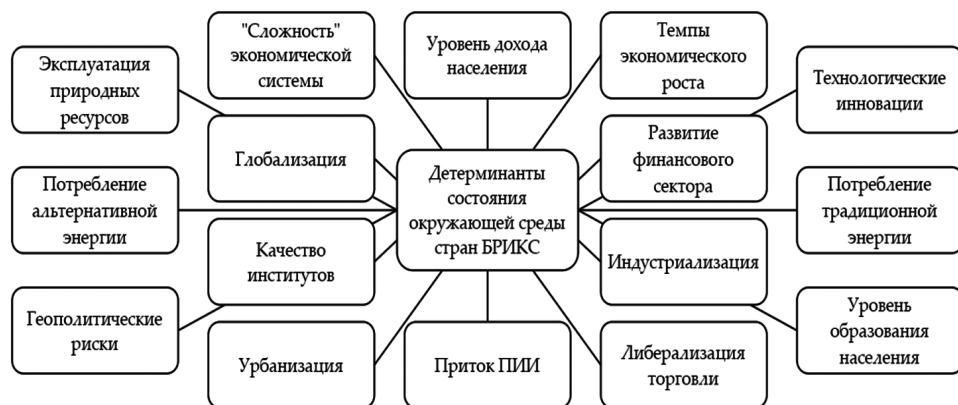 "Сложность"
экономической
системы
Уровень дохода
населения
Темпы
экономического
роста
Эксплуатация
природных
ресурсов
Технологические
инновации
Глобализация
Развитие
финансового
сектора
Детерминанты
состояния
окружающей среды
стран БРИКС
Потребление
альтернативной
энергии
Потребление
традиционной
энергии
Качество
институтов
Индустриализация
Геополитические
риски
Уровень
образования
населения
Урбанизация
Приток ПИИ
Либерализация
торговли